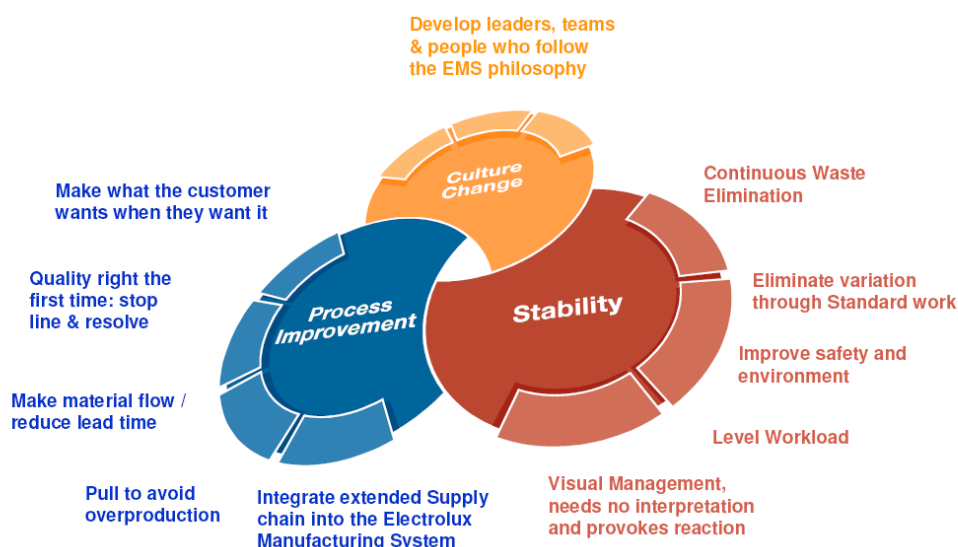 Develop leaders, teams
& people who follow
the EMS philosophy
Culture
Change
Make what the customer
wants when they want it
Quality right the
first time: stop
line & resolve
Make material flow /
reduce lead time
Pull to avoid
overproduction
Integrate extended Supply
chain into the Electrolux
Manufacturing System
Process
Improvement
Stability
Continuous Waste
Elimination
Eliminate variation
through Standard work
Improve safety and
environment
Level Workload
Visual Management,
needs no interpretation
and provokes reaction